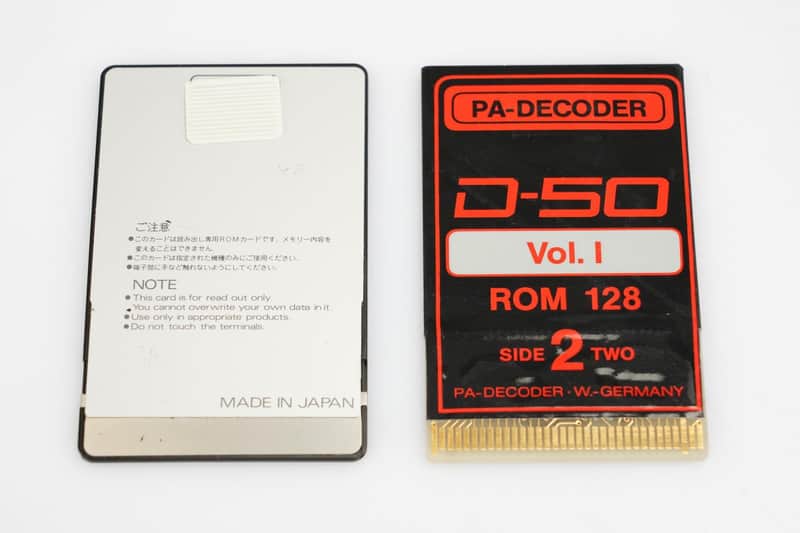 ご注意
●このカードは読み出し専用ROMカードです。メモリー内容を
変えることはできません。
●このカードは指定された機種のみにご使用ください。
●端子部に手など触れないようにしてください。
NOTE
●This card is for read out only
You cannot overwrite your own data in it.
●Use only in appropriate products.
●Do not touch the terminals.
MADE IN JAPAN
PA-DECODER
D-50
Vol. I
ROM 128
SIDE 2 TWO
PA-DECODER · W.-GERMANY